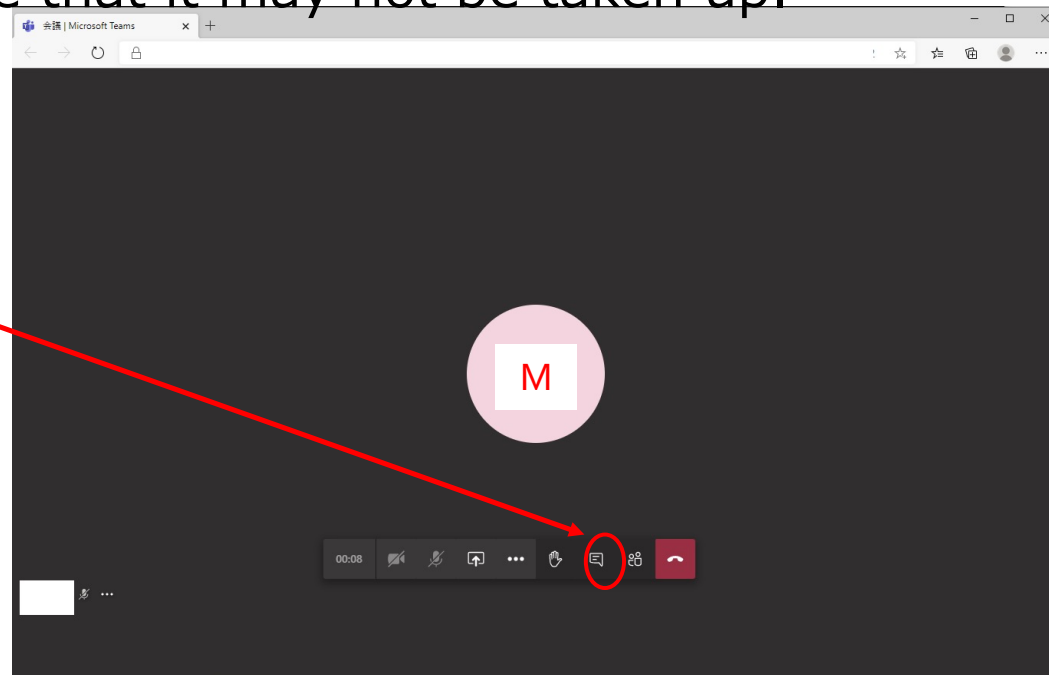 e that it may not be taken up.
会議 | Microsoft Teams
M
00:08